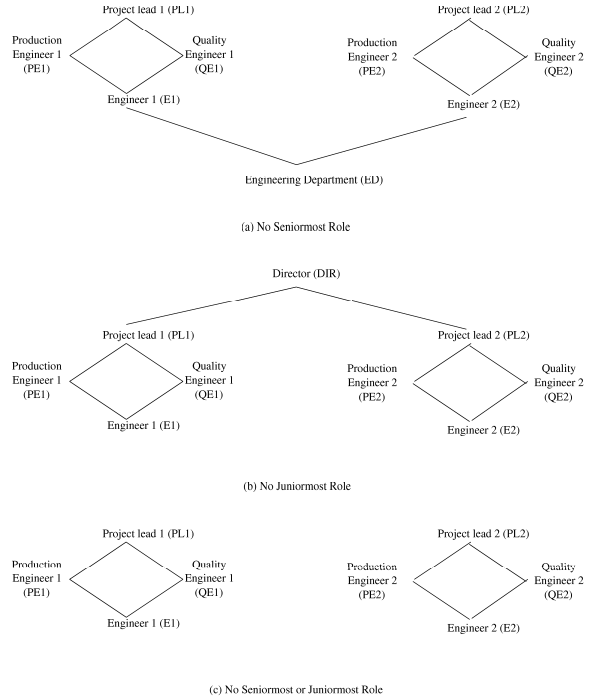 Project lead 1 (PL1)
Project lead 2 (PL2)
Production
Engineer 1
(PE1)
Quality
Engineer 1
(QE1)
Production
Engineer 2
(PE2)
Quality
Engineer 2
(QE2)
Engineer 1 (E1)
Engineer 2 (E2)
Engineering Department (ED)
(a) No Seniormost Role
Director (DIR)
Project lead 1 (PL1)
Project lead 2 (PL2)
Production
Engineer 1
(PE1)
Quality
Engineer 1
(QE1)
Production
Engineer 2
(PE2)
Quality
Engineer 2
(QE2)
Engineer 1 (E1)
Engineer 2 (E2)
(b) No Juniormost Role
Project lead 1 (PL1)
Project lead 2 (PL2)
Production
Engineer 1
(PE1)
Quality
Engineer 1
(QE1)
Production
Engineer 2
(PE2)
Quality
Engineer 2
(QE2)
Engineer 1 (E1)
Engineer 2 (E2)
(c) No Seniormost or Juniormost Role